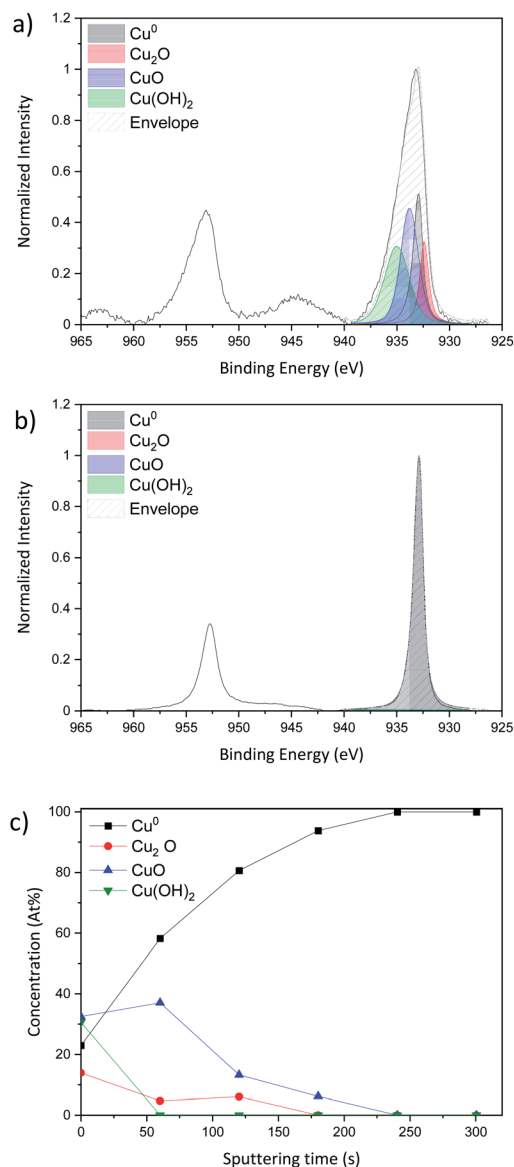 a)
Cu⁰
Cu₂O
CuO
Cu(OH)₂
Envelope
1.2
1
0.8
0.6
0.4
0.2
0
Normalized Intensity
965 960 955 950 945 940 935 930 925
Binding Energy (eV)
b)
Cu⁰
Cu₂O
CuO
Cu(OH)₂
Envelope
1.2
1
0.8
0.6
0.4
0.2
0
Normalized Intensity
965 960 955 950 945 940 935 930 925
Binding Energy (eV)
c)
Cu⁰
Cu₂ O
CuO
Cu(OH)₂
100
80
60
40
20
0
Concentration (At%)
0 50 100 150 200 250 300
Sputtering time (s)